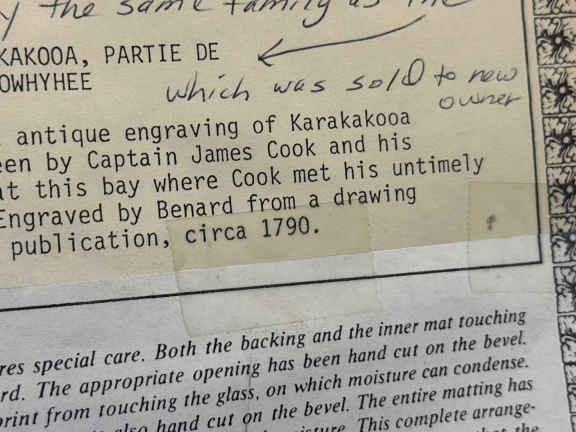 y the same family as the
KAKOOA, PARTIE DE
OWHYHEE
which was sold to new
owner
antique engraving of Karakakooa
een by Captain James Cook and his
at this bay where Cook met his untimely
Engraved by Benard from a drawing
publication, circa 1790.
res special care. Both the backing and the inner mat touching
rd. The appropriate opening has been hand cut on the bevel.
print from touching the glass, on which moisture can condense.
also hand cut on the bevel. The entire matting has
isture. This complete arrange-
that the